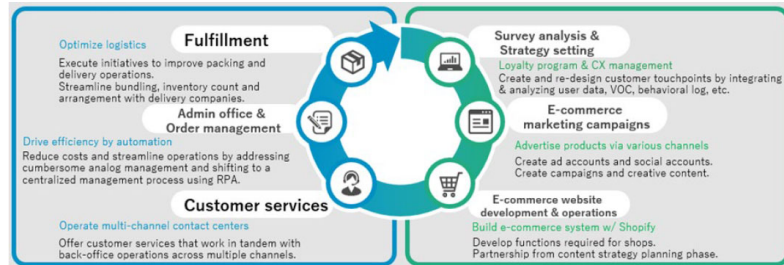 Fulfillment
Optimize logistics
Execute initiatives to improve packing and
delivery operations.
Streamline bundling, inventory count and
arrangement with delivery companies.
Admin office &
Order management
Drive efficiency by automation
Reduce costs and streamline operations by addressing
cumbersome analog management and shifting to a
centralized management process using RPA.
Customer services
Operate multi-channel contact centers
Offer customer services that work in tandem with
back-office operations across multiple channels.
Survey analysis &
Strategy setting
Loyalty program & CX management
Create and re-design customer touchpoints by integrating
& analyzing user data, VOC, behavioral log, etc.
E-commerce
marketing campaigns
Advertise products via various channels
Create ad accounts and social accounts.
Create campaigns and creative content.
E-commerce website
development & operations
Build e-commerce system w/ Shopify
Develop functions required for shops.
Partnership from content strategy planning phase.